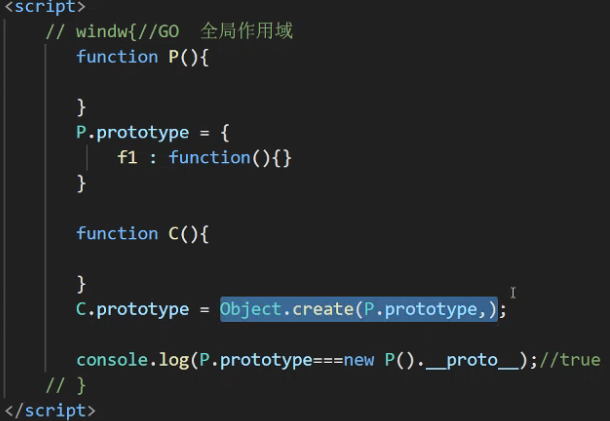 <script>
// windw{//GO 全局作用域
function P(){
}
P.prototype = {
f1 : function(){}
}
function C(){
}
C.prototype = Object.create(P.prototype,);
console.log(P.prototype===new P().__proto__);//true
// }
</script>